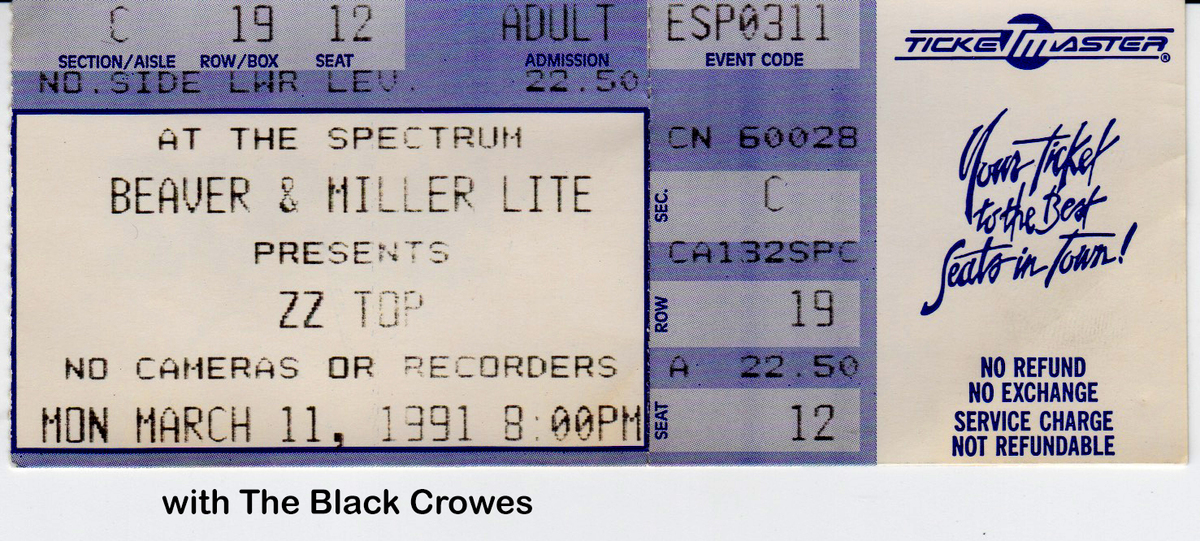 C 19 12 ADULT
SECTION/AISLE ROW/BOX SEAT ADMISSION
NO.SIDE LWR LEV. 22.50
AT THE SPECTRUM
BEAVER & MILLER LITE
PRESENTS
ZZ TOP
NO CAMERAS OR RECORDERS
MON MARCH 11, 1991 8:00PM
ESP0311
EVENT CODE
CN 60028
SEC. C
CA132SPC
ROW 19
A 22.50
SEAT 12
TICKETMASTER®
Your Ticket
to the Best
Seats in Town!
NO REFUND
NO EXCHANGE
SERVICE CHARGE
NOT REFUNDABLE
with The Black Crowes